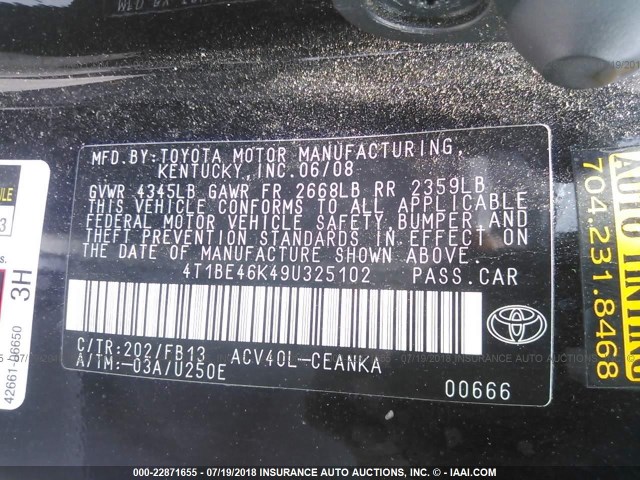 MFD.BY:TOYOTA MOTOR MANUFACTURING,
KENTUCKY,INC.06/08
GVWR 4345LB GAWR FR 2668LB RR 2359LB
THIS VEHICLE CONFORMS TO ALL APPLICABLE
FEDERAL MOTOR VEHICLE SAFETY,BUMPER AND
THEFT PREVENTION STANDARDS IN EFFECT ON
THE DATE OF MANUFACTURE SHOWN ABOVE.
4T1BE46K49U325102 PASS.CAR
C/TR:202/FB13 ACV40L-CEANKA
A/TM:-03A/U250E
00666
3H
AUTO TINTING
704.231.8468
000-22871655 - 07/19/2018 - INSURANCE AUTO AUCTIONS, INC. - © - IAAI.COM